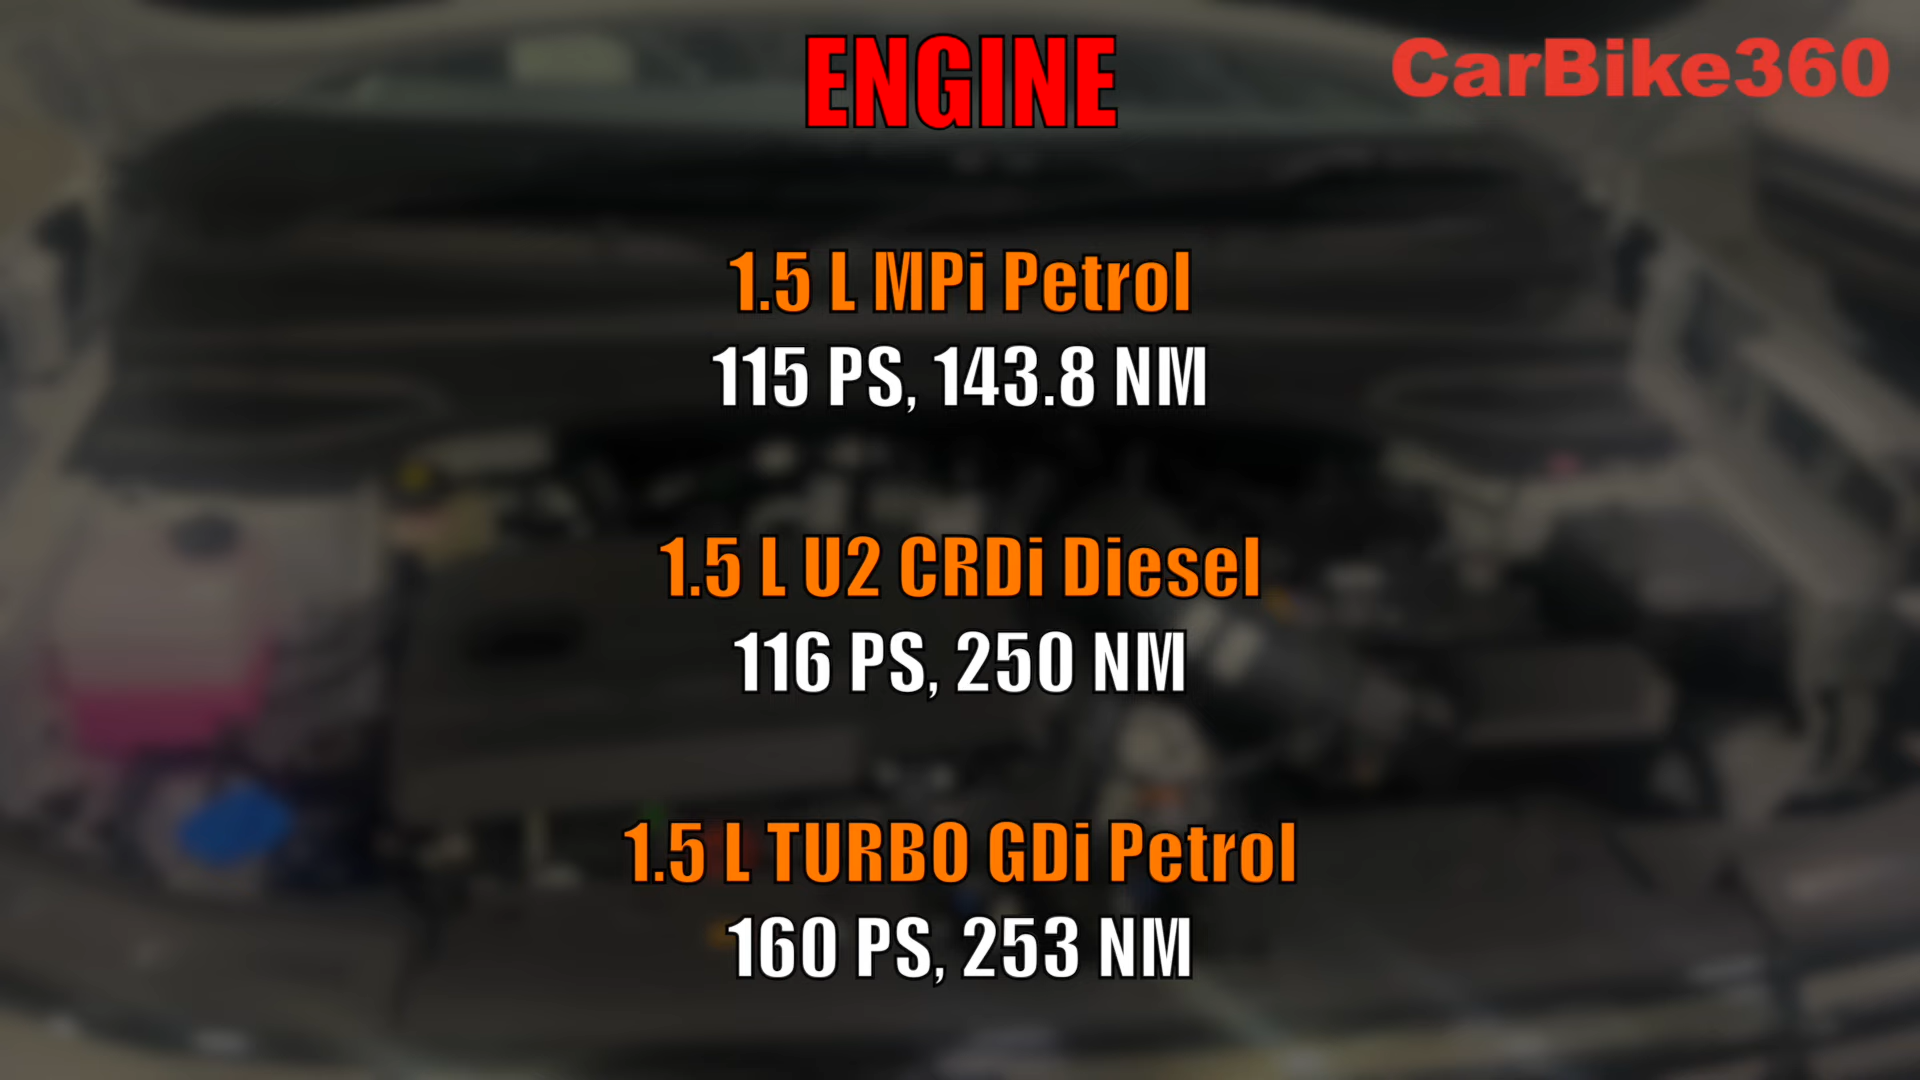 ENGINE
CarBike360
1.5 L MPi Petrol
115 PS, 143.8 NM
1.5 L U2 CRDi Diesel
116 PS, 250 NM
1.5 L TURBO GDi Petrol
160 PS, 253 NM